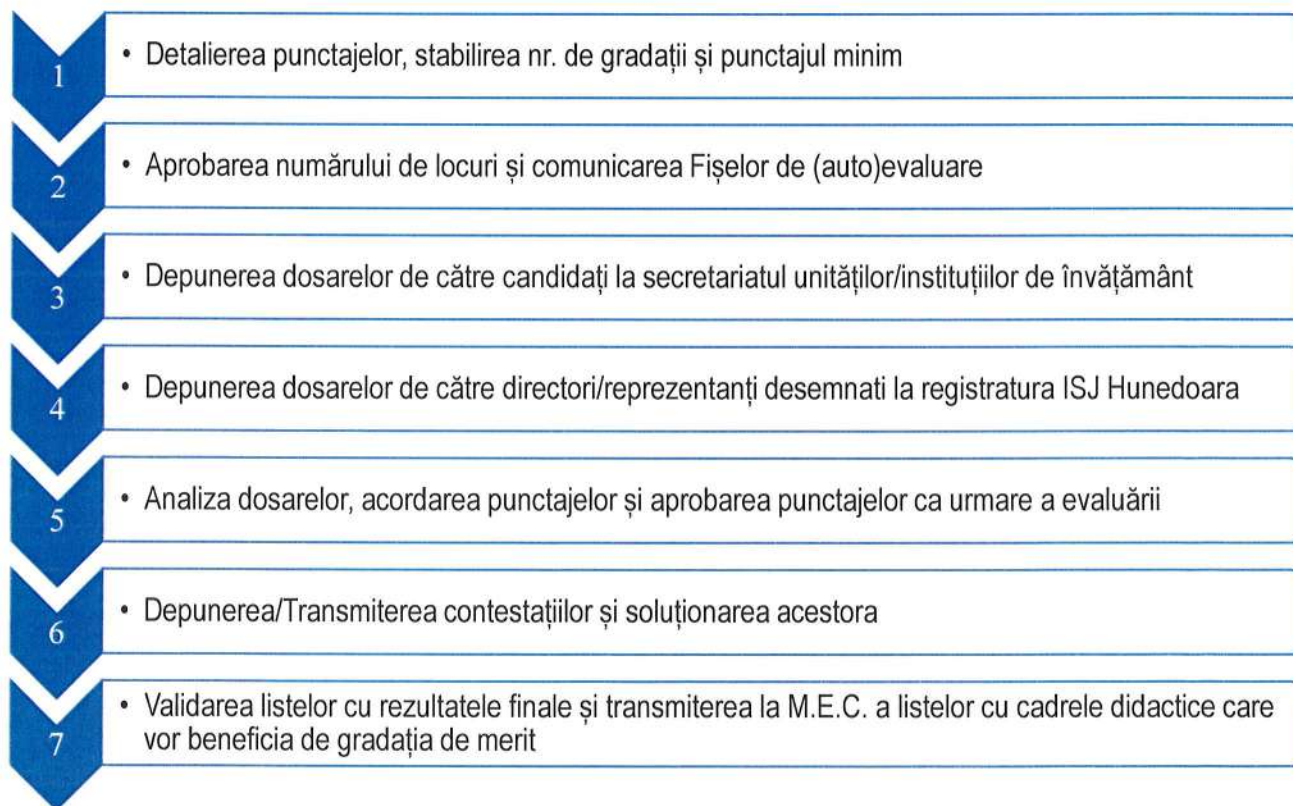 1
• Detalierea punctajelor, stabilirea nr. de gradații și punctajul minim
2
• Aprobarea numărului de locuri și comunicarea Fișelor de (auto)evaluare
3
• Depunerea dosarelor de către candidați la secretariatul unităților/instituțiilor de învățământ
4
• Depunerea dosarelor de către directori/reprezentanți desemnati la registratura ISJ Hunedoara
5
• Analiza dosarelor, acordarea punctajelor și aprobarea punctajelor ca urmare a evaluării
6
• Depunerea/Transmiterea contestațiilor și soluționarea acestora
7
• Validarea listelor cu rezultatele finale și transmiterea la M.E.C. a listelor cu cadrele didactice care
vor beneficia de gradația de merit